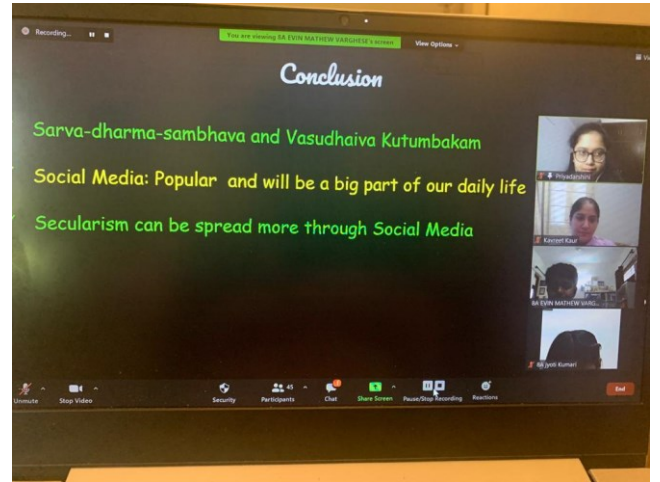 Recording...
You are viewing 8A EVIN MATHEW VARGHESE's screen
View Options
Conclusion
Sarva-dharma-sambhava and Vasudhaiva Kutumbakam
Social Media: Popular and will be a big part of our daily life
Secularism can be spread more through Social Media
Priyadarshini
Kavneet Kaur
8A EVIN MATHEW VARG...
8A Jyoti Kumari
Unmute
Stop Video
Security
Participants
45
Chat
Share Screen
Pause/Stop Recording
Reactions
End